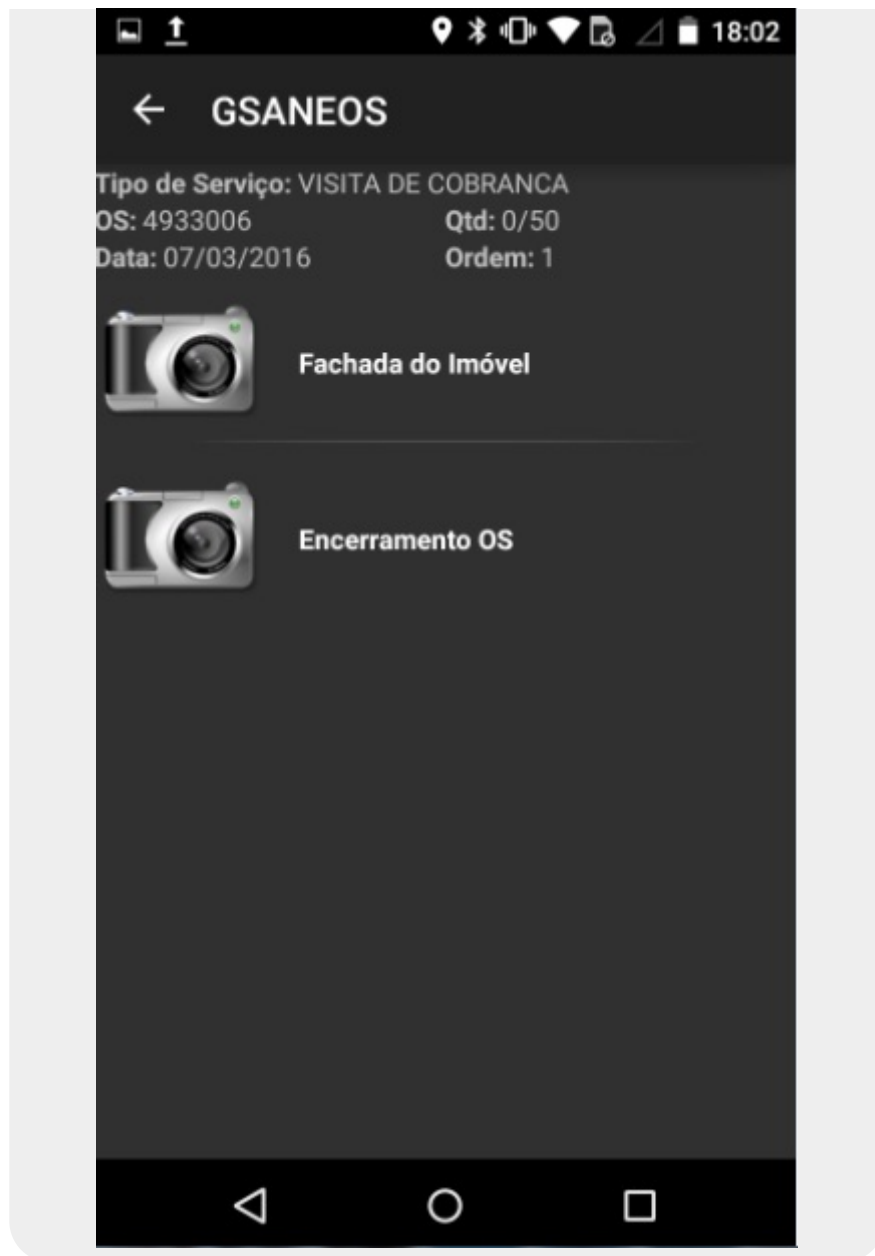 18:02
GSANEOS
Tipo de Serviço: VISITA DE COBRANCA
OS: 4933006 Qtd: 0/50
Data: 07/03/2016 Ordem: 1
Fachada do Imóvel
Encerramento OS